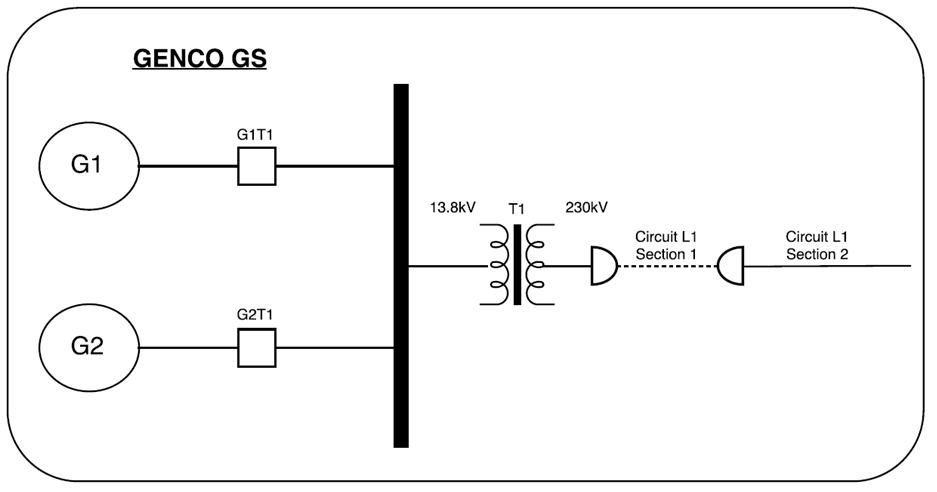 GENCO GS
G1T1
G1
13.8kV
T1
230kV
Circuit L1
Section 1
Circuit L1
Section 2
G2T1
G2